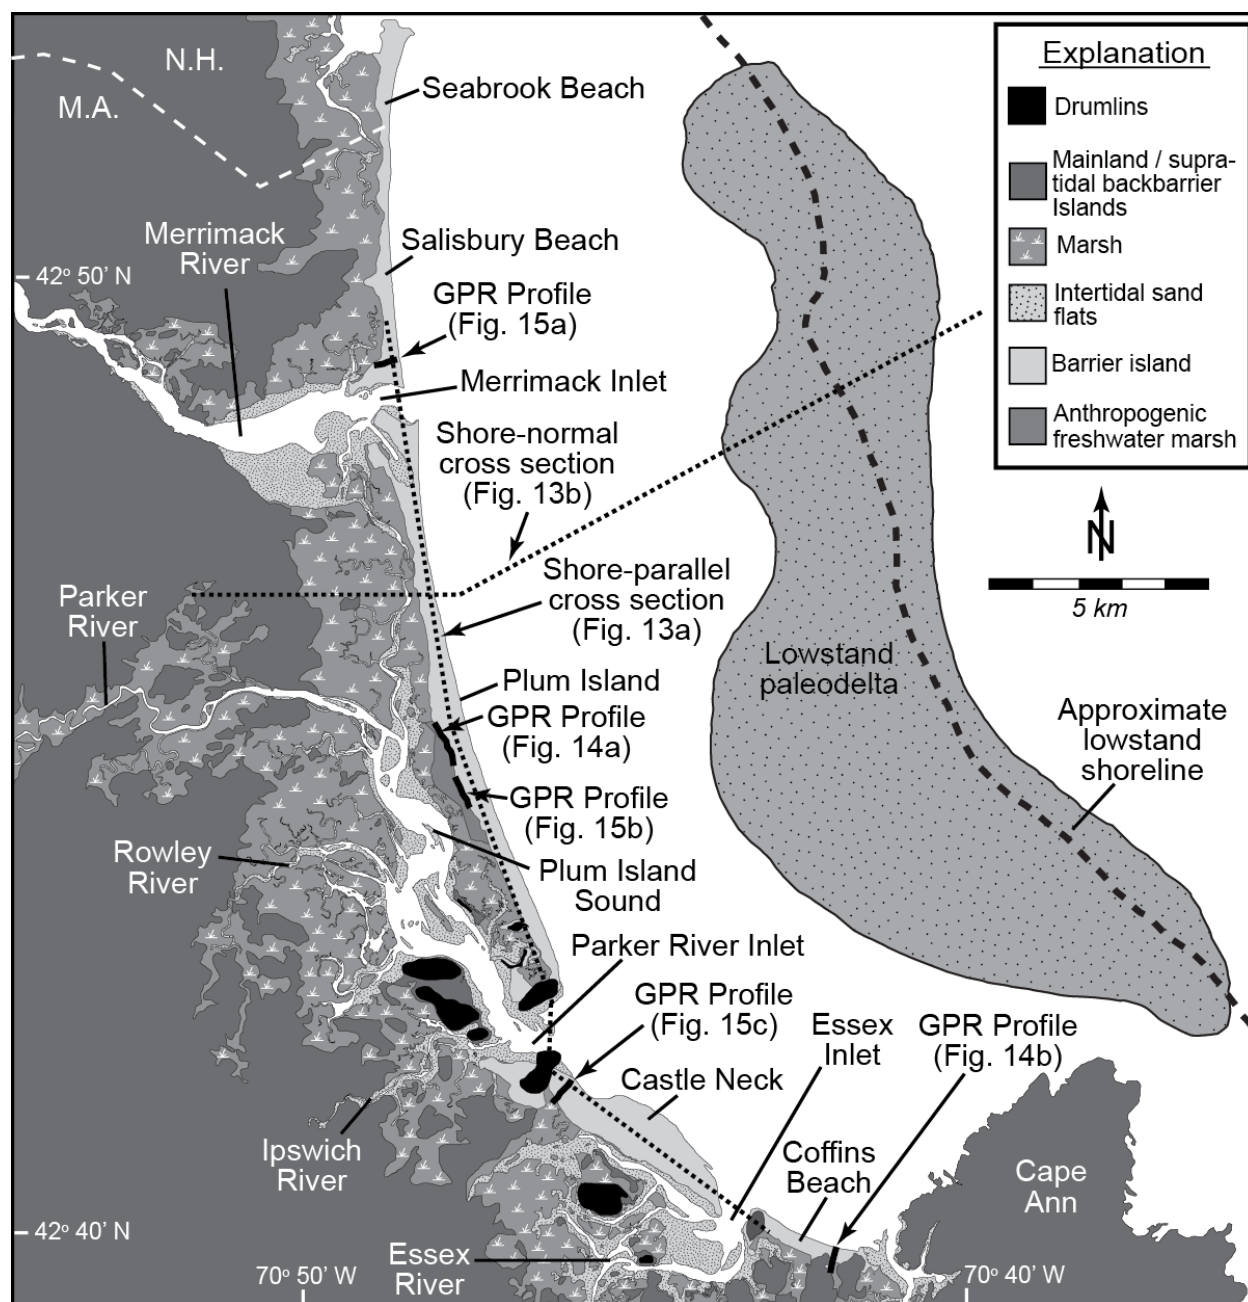 N.H.
M.A.
Seabrook Beach
Merrimack
River
Salisbury Beach
42º 50' N
GPR Profile
(Fig. 15a)
Merrimack Inlet
Shore-normal
cross section
(Fig. 13b)
Parker
River
Shore-parallel
cross section
(Fig. 13a)
Plum Island
GPR Profile
(Fig. 14a)
GPR Profile
(Fig. 15b)
Rowley
River
Plum Island
Sound
Parker River Inlet
GPR Profile
(Fig. 15c)
Essex
Inlet
GPR Profile
(Fig. 14b)
Castle Neck
Ipswich
River
Coffins
Beach
Cape
Ann
42º 40' N
Essex
River
70º 50' W
70º 40' W
Lowstand
paleodelta
Approximate
lowstand
shoreline
Explanation
Drumlins
Mainland / supra-
tidal backbarrier
Islands
Marsh
Intertidal sand
flats
Barrier island
Anthropogenic
freshwater marsh
N
5 km